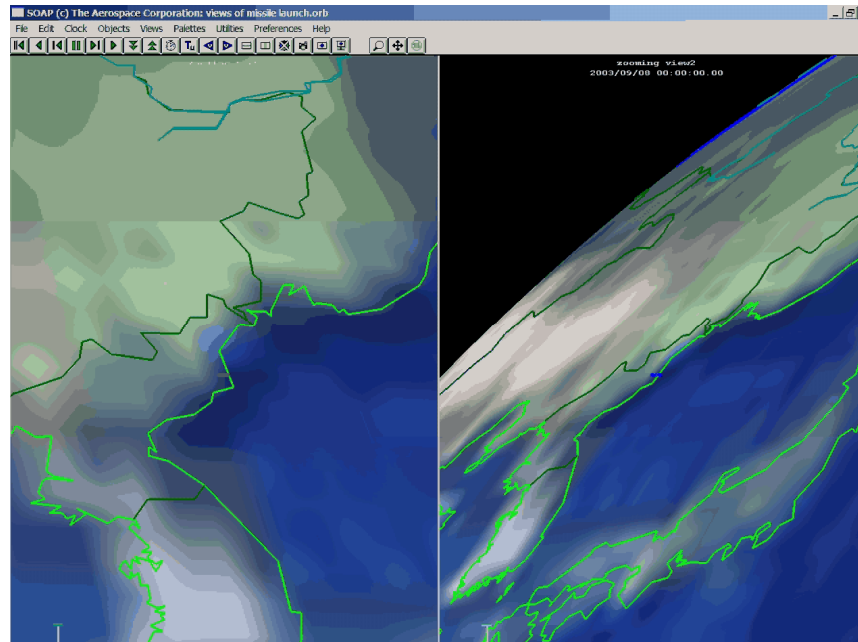 SOAP (c) The Aerospace Corporation: views of missile launch.orb
File Edit Clock Objects Views Palettes Utilities Preferences Help
zooming view2
2003/09/08 00:00:00.00